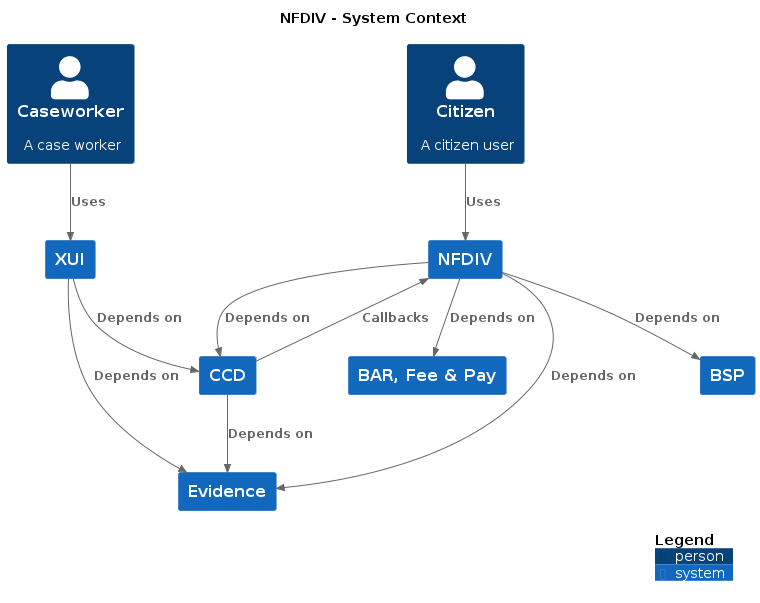 NFDIV - System Context
Caseworker
A case worker
Citizen
A citizen user
Uses
Uses
XUI
NFDIV
Depends on
Depends on
Callbacks
Depends on
Depends on
CCD
BAR, Fee & Pay
BSP
Depends on
Depends on
Depends on
Evidence
Legend
person
system